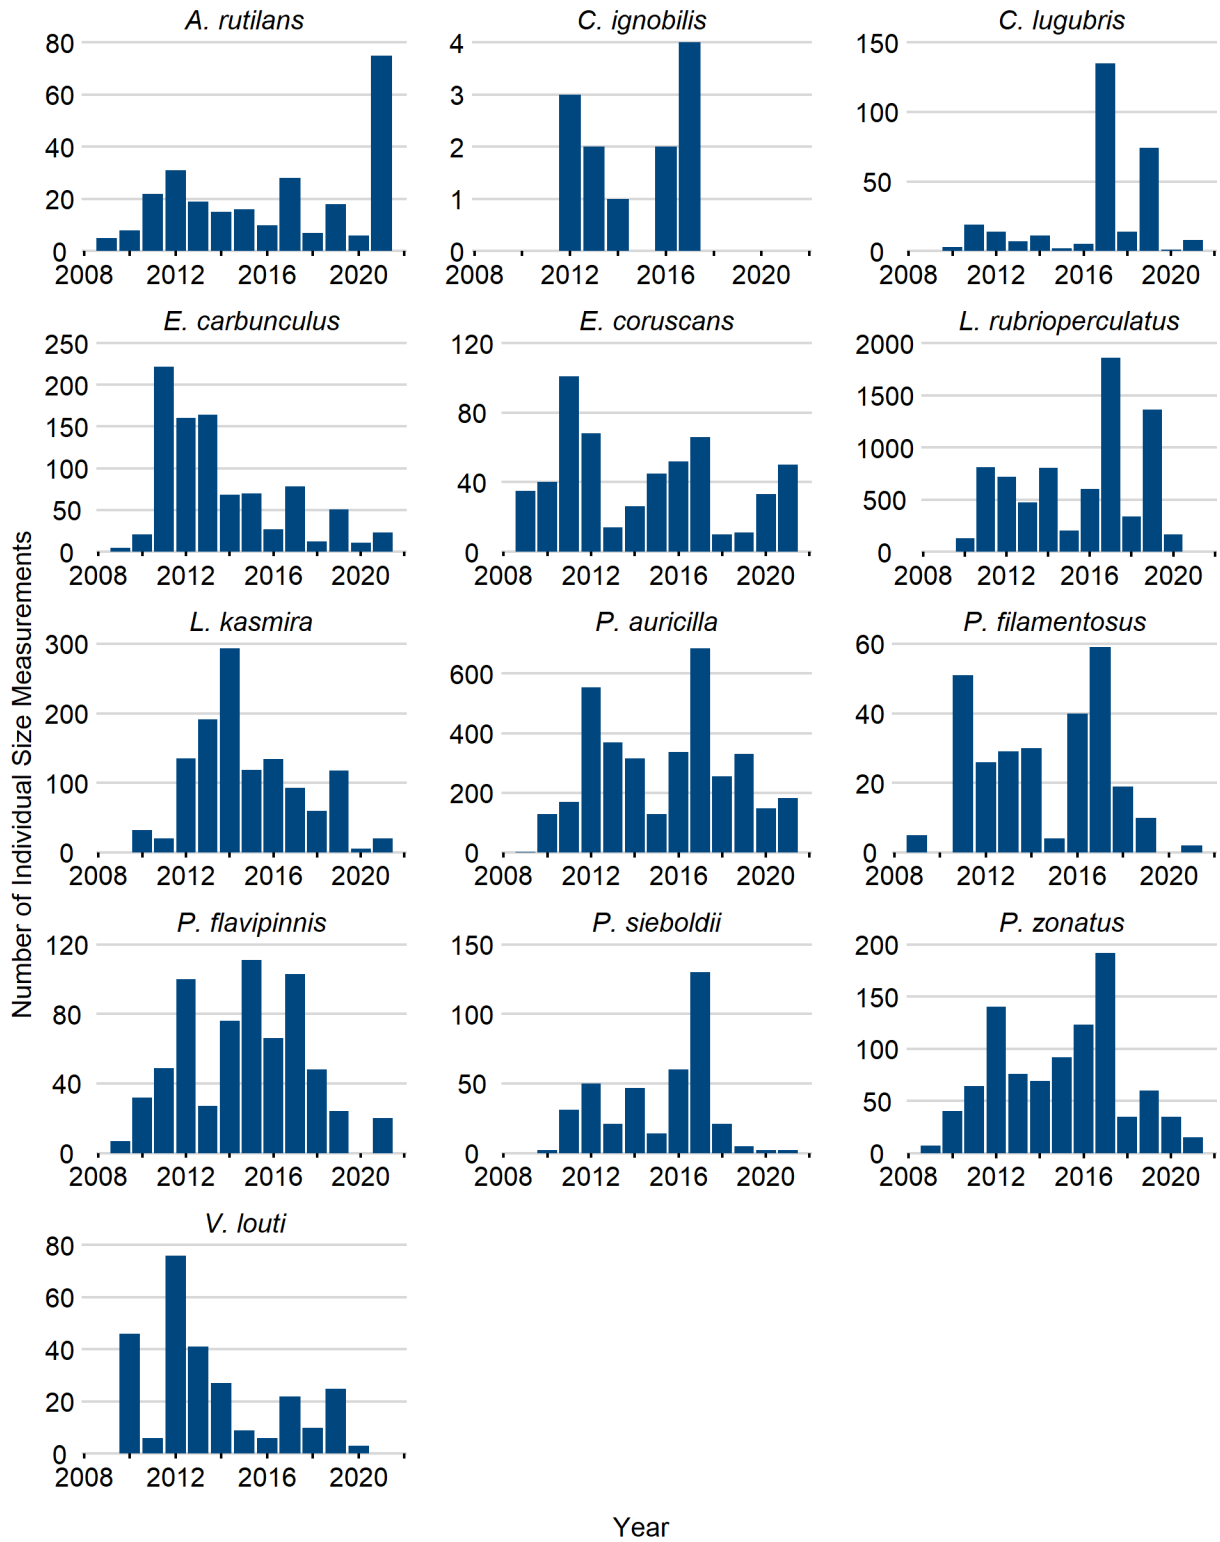 A. rutilans
C. ignobilis
C. lugubris
80
60
40
20
0
2008 2012 2016 2020
4
3
2
1
0
2008 2012 2016 2020
150
100
50
0
2008 2012 2016 2020
E. carbunculus
E. coruscans
L. rubrioperculatus
250
200
150
100
50
0
2008 2012 2016 2020
120
80
40
0
2008 2012 2016 2020
2000
1500
1000
500
0
2008 2012 2016 2020
Number of Individual Size Measurements
L. kasmira
P. auricilla
P. filamentosus
300
200
100
0
2008 2012 2016 2020
600
400
200
0
2008 2012 2016 2020
60
40
20
0
2008 2012 2016 2020
P. flavipinnis
P. sieboldii
P. zonatus
120
80
40
0
2008 2012 2016 2020
150
100
50
0
2008 2012 2016 2020
200
150
100
50
0
2008 2012 2016 2020
V. louti
80
60
40
20
0
2008 2012 2016 2020
Year